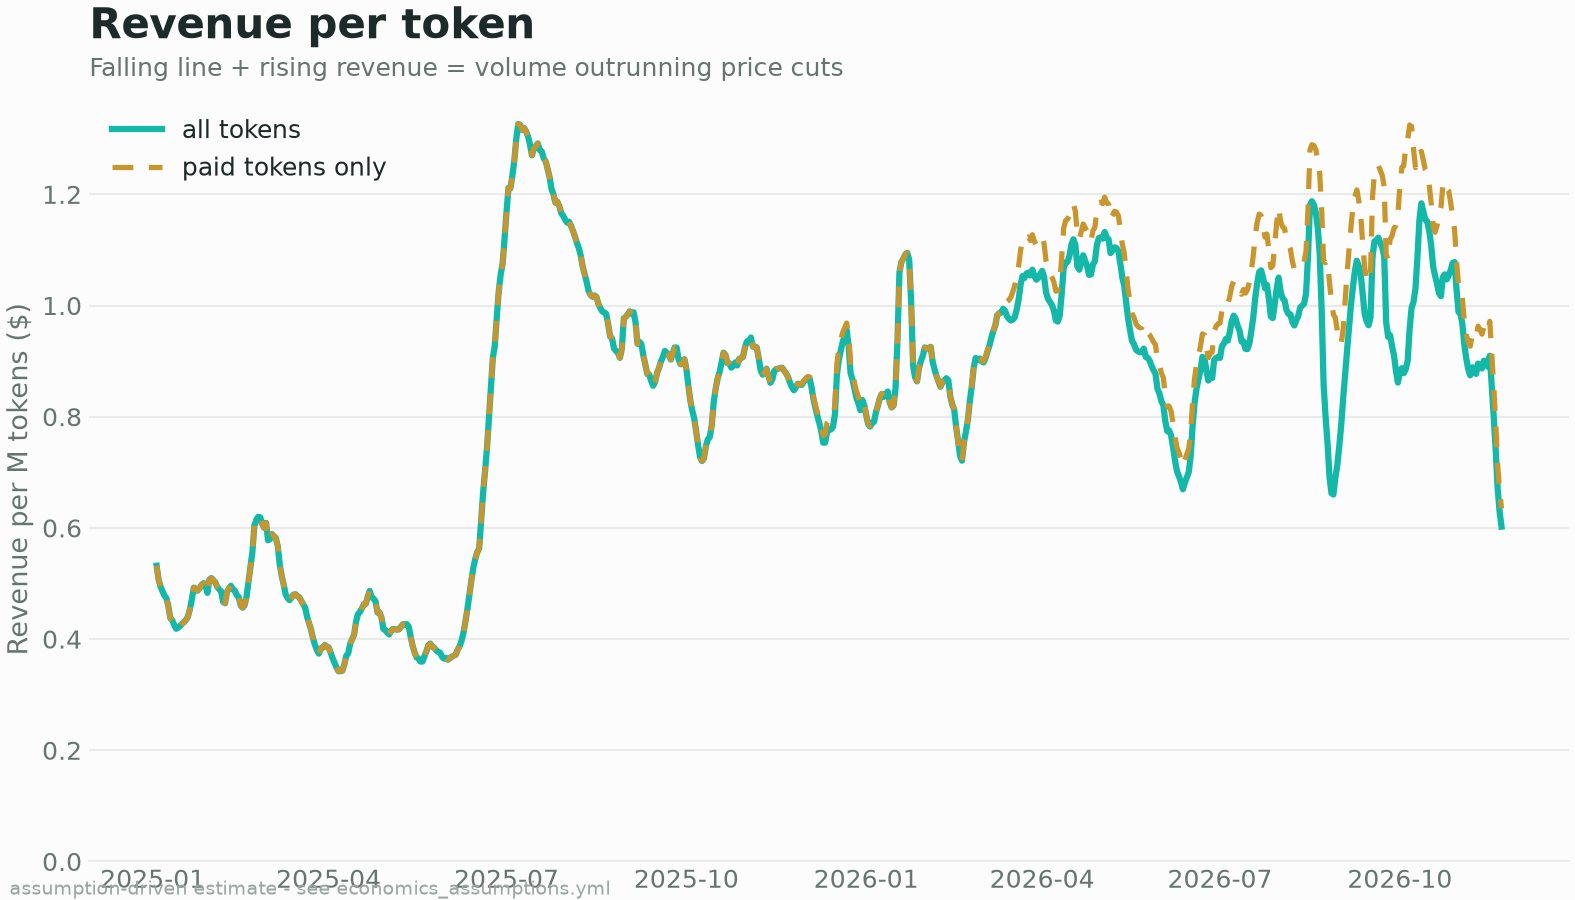 Revenue per token
Falling line + rising revenue = volume outrunning price cuts
all tokens
paid tokens only
Revenue per M tokens ($)
1.2
1.0
0.8
0.6
0.4
0.2
0.0
2025-01 2025-04 2025-07 2025-10 2026-01 2026-04 2026-07 2026-10
assumption-driven estimate - see economics_assumptions.yml